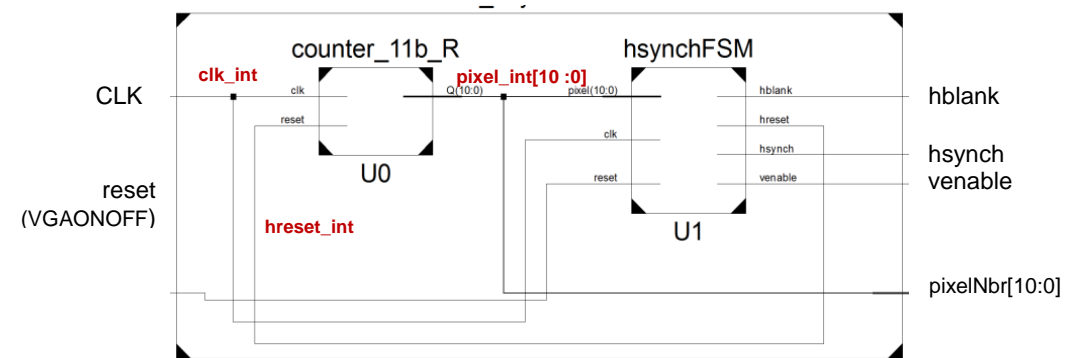 counter_11b_R
hsynchFSM
clk_int
pixel_int[10 :0]
CLK
clk
Q(10:0)
pixel(10:0)
hblank
hblank
reset
hreset
clk
hsynch
hsynch
U0
reset
reset
venable
venable
(VGAONOFF)
hreset_int
U1
pixelNbr[10:0]